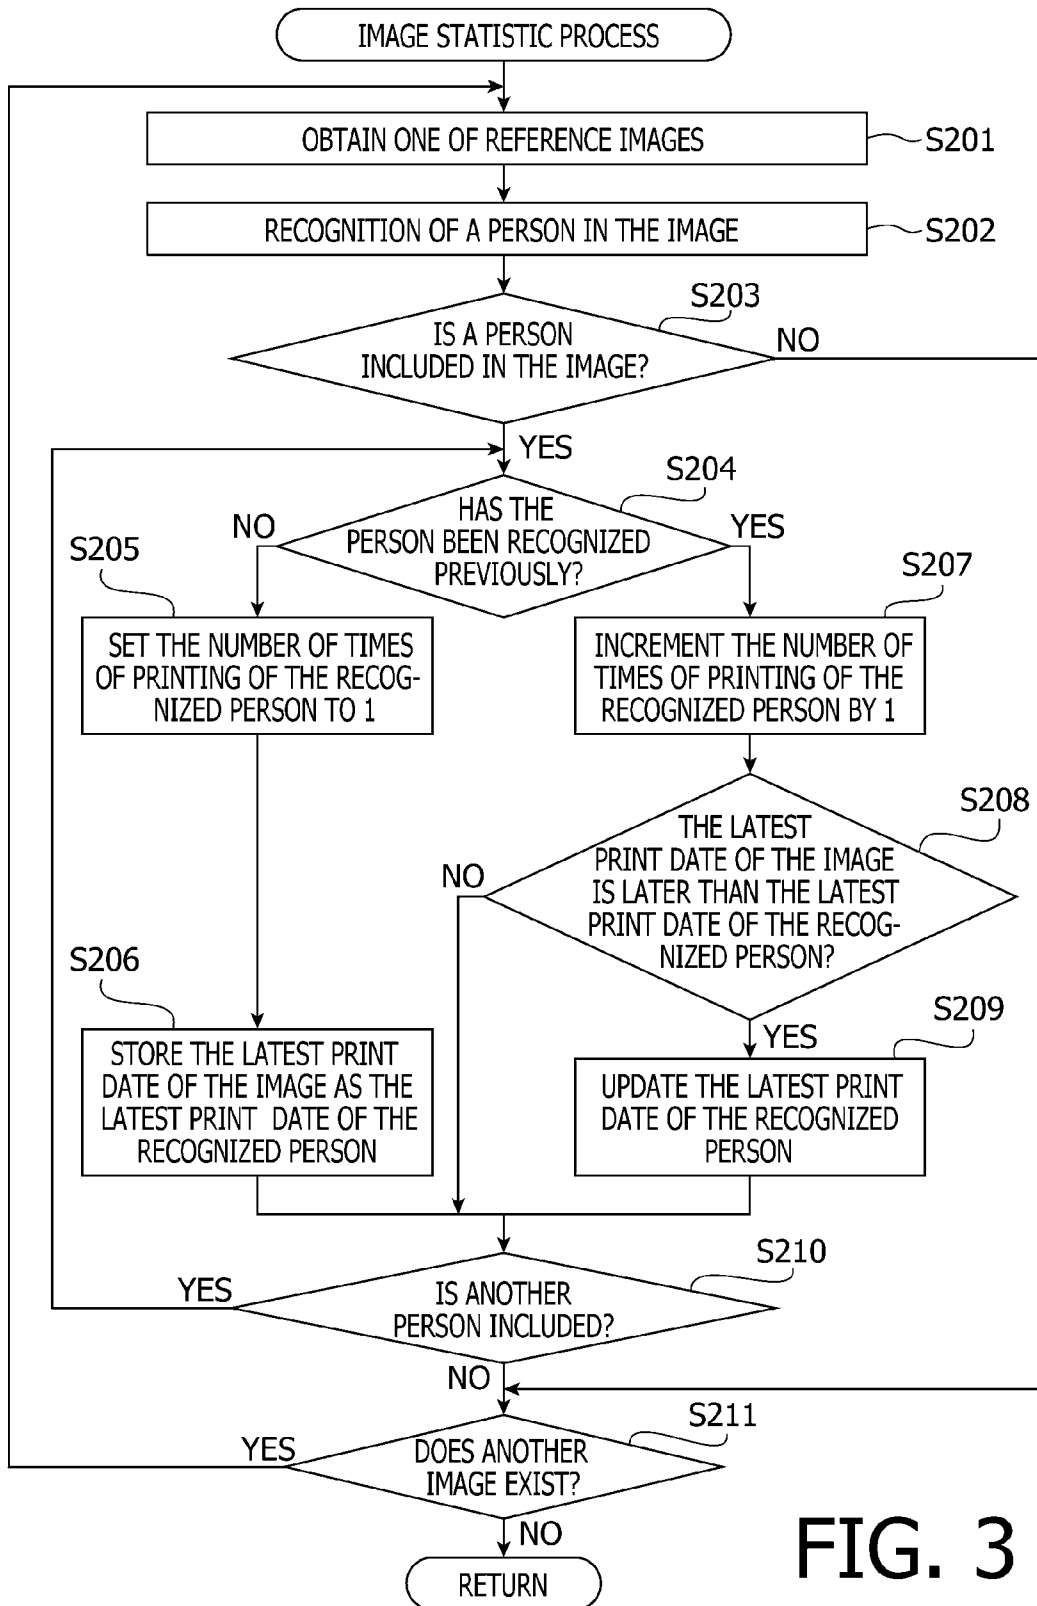 IMAGE STATISTIC PROCESS
OBTAIN ONE OF REFERENCE IMAGES
S201
RECOGNITION OF A PERSON IN THE IMAGE
S202
S203
IS A PERSON
INCLUDED IN THE IMAGE?
NO
YES
S204
HAS THE
PERSON BEEN RECOGNIZED
PREVIOUSLY?
NO
YES
S205
SET THE NUMBER OF TIMES
OF PRINTING OF THE RECOG-
NIZED PERSON TO 1
S207
INCREMENT THE NUMBER OF
TIMES OF PRINTING OF THE
RECOGNIZED PERSON BY 1
S208
THE LATEST
PRINT DATE OF THE IMAGE
IS LATER THAN THE LATEST
PRINT DATE OF THE RECOG-
NIZED PERSON?
NO
YES
S206
STORE THE LATEST PRINT
DATE OF THE IMAGE AS THE
LATEST PRINT DATE OF THE
RECOGNIZED PERSON
S209
UPDATE THE LATEST PRINT
DATE OF THE RECOGNIZED
PERSON
S210
IS ANOTHER
PERSON INCLUDED?
YES
NO
S211
DOES ANOTHER
IMAGE EXIST?
YES
NO
RETURN
FIG. 3